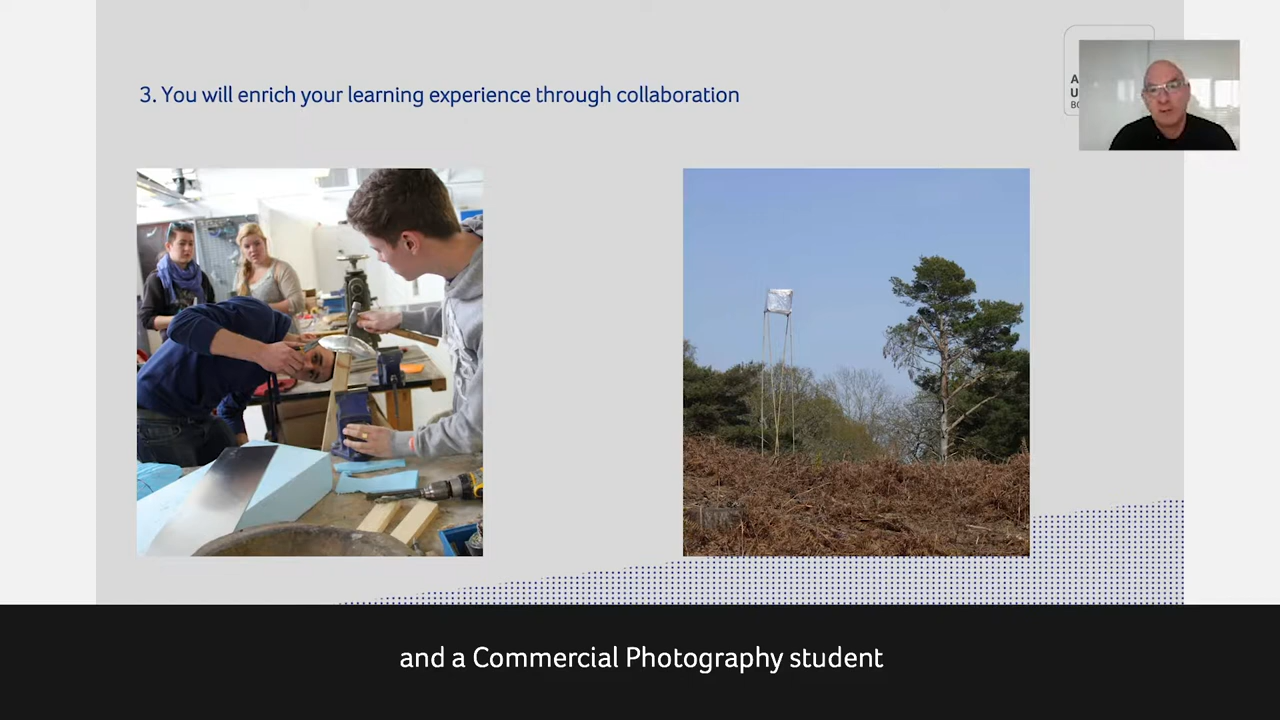 3. You will enrich your learning experience through collaboration
and a Commercial Photography student